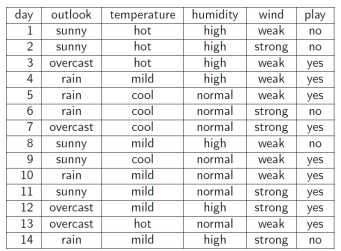 day outlook temperature humidity wind play
1 sunny hot high weak no
2 sunny hot high strong no
3 overcast hot high weak yes
4 rain mild high weak yes
5 rain cool normal weak yes
6 rain cool normal strong no
7 overcast cool normal strong yes
8 sunny mild high weak no
9 sunny cool normal weak yes
10 rain mild normal weak yes
11 sunny mild normal strong yes
12 overcast mild high strong yes
13 overcast hot normal weak yes
14 rain mild high strong no